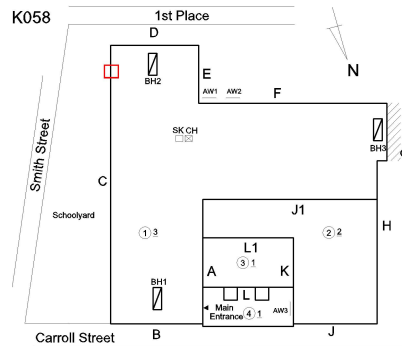 K058
1st Place
D
BH2
E
AW1 AW2
F
N
SK CH
BH3
Smith Street
C
Schoolyard
1 3
J1
2 2
H
L1
3 1
A
K
BH1
L
Main
Entrance
4 1
AW3
Carroll Street
B
J